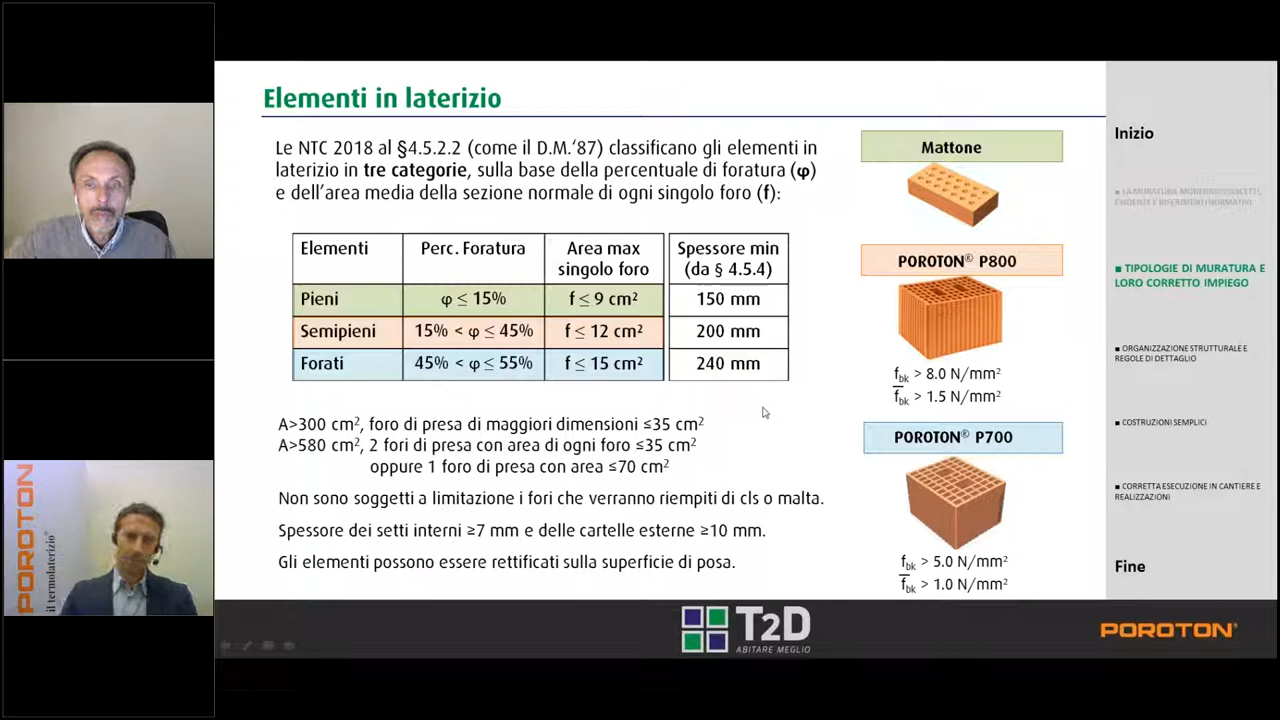 Elementi in laterizio
Le NTC 2018 al §4.5.2.2 (come il D.M.'87) classificano gli elementi in
laterizio in tre categorie, sulla base della percentuale di foratura (φ)
e dell'area media della sezione normale di ogni singolo foro (f):
Elementi Perc. Foratura Area max singolo foro Spessore min (da § 4.5.4)
Pieni φ ≤ 15% f ≤ 9 cm² 150 mm
Semipieni 15% < φ ≤ 45% f ≤ 12 cm² 200 mm
Forati 45% < φ ≤ 55% f ≤ 15 cm² 240 mm
A>300 cm², foro di presa di maggiori dimensioni ≤35 cm²
A>580 cm², 2 fori di presa con area di ogni foro ≤35 cm²
oppure 1 foro di presa con area ≤70 cm²
Non sono soggetti a limitazione i fori che verranno riempiti di cls o malta.
Spessore dei setti interni ≥7 mm e delle cartelle esterne ≥10 mm.
Gli elementi possono essere rettificati sulla superficie di posa.
Mattone
POROTON® P800
fbk > 8.0 N/mm²
f̅bk > 1.5 N/mm²
POROTON® P700
fbk > 5.0 N/mm²
f̅bk > 1.0 N/mm²
Inizio
■ LA MURATURA MODERNA: CONCETTI,
EVIDENZE E RIFERIMENTI NORMATIVI
■ TIPOLOGIE DI MURATURA E
LORO CORRETTO IMPIEGO
■ ORGANIZZAZIONE STRUTTURALE E
REGOLE DI DETTAGLIO
■ COSTRUZIONI SEMPLICI
■ CORRETTA ESECUZIONE IN CANTIERE E
REALIZZAZIONI
Fine
T2D
ABITARE MEGLIO
POROTON®
POROTON
il termolaterizio®